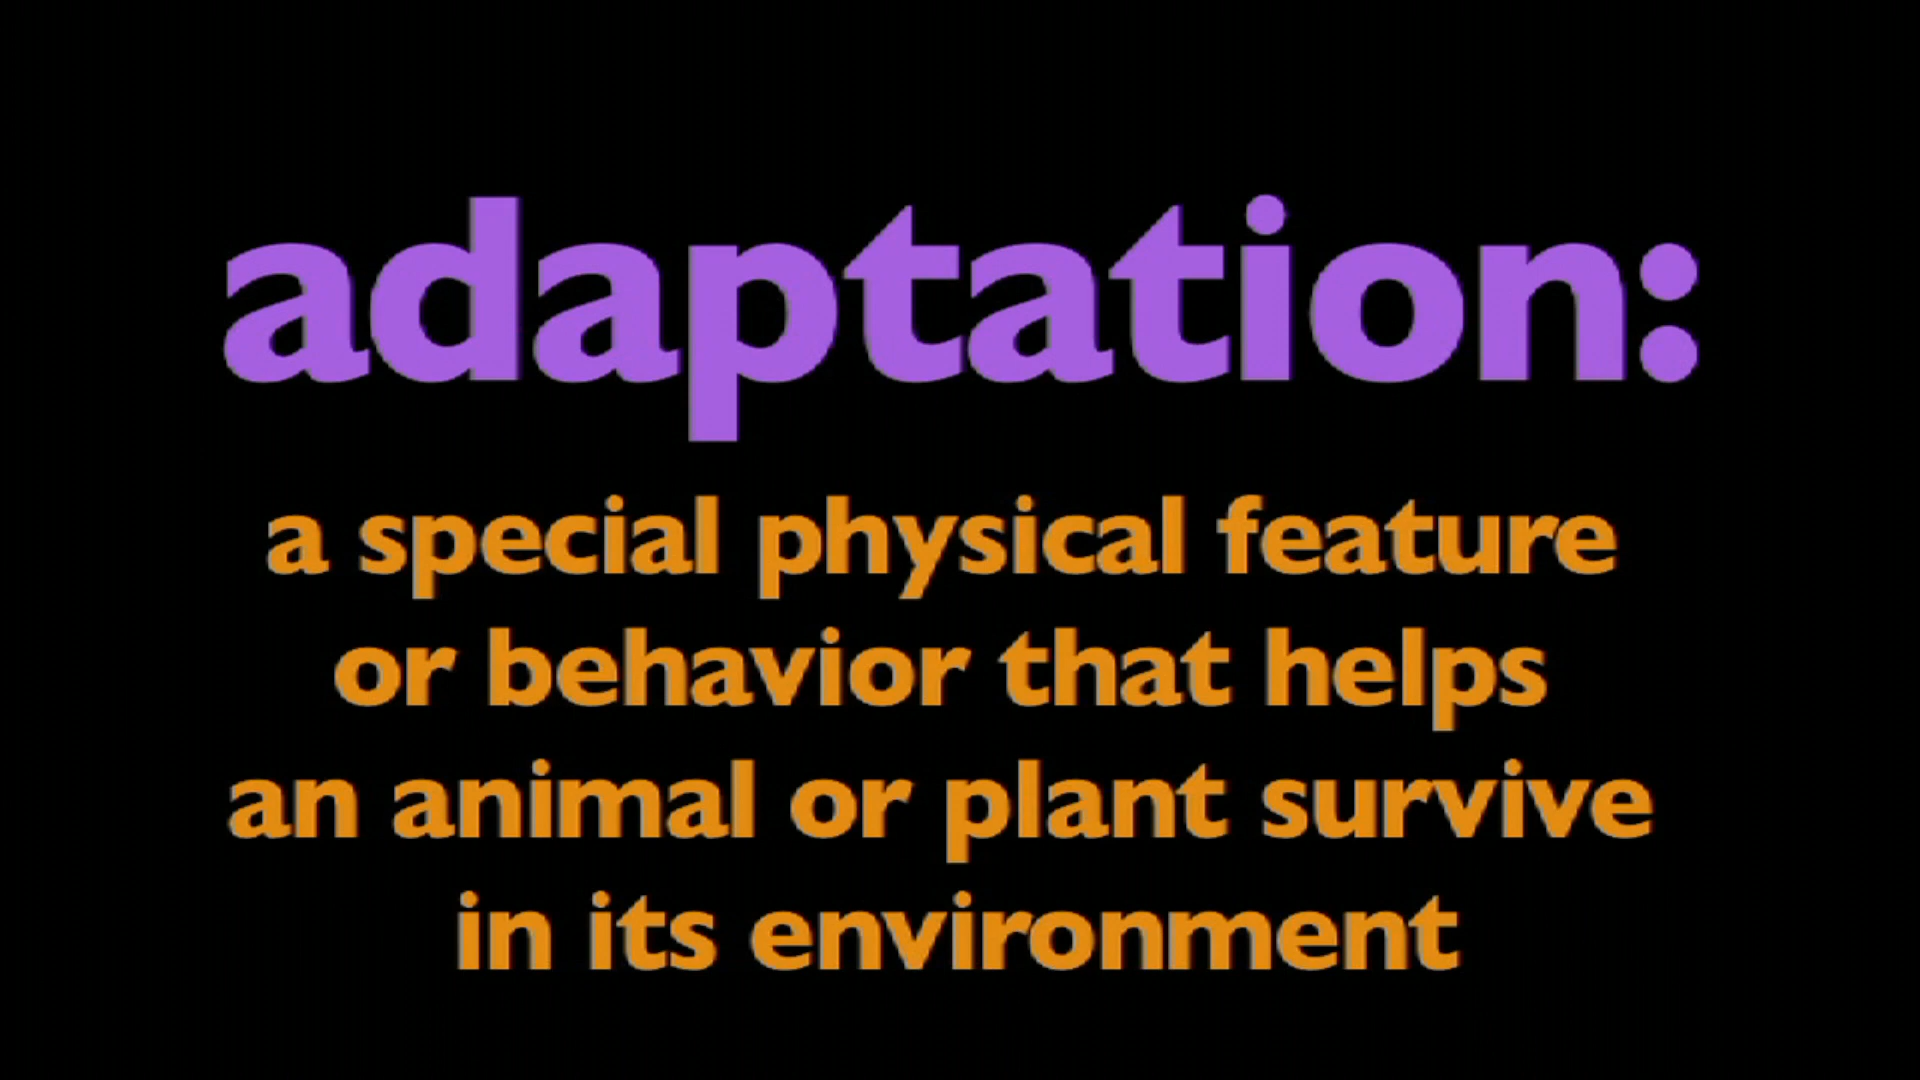 adaptation:
a special physical feature
or behavior that helps
an animal or plant survive
in its environment